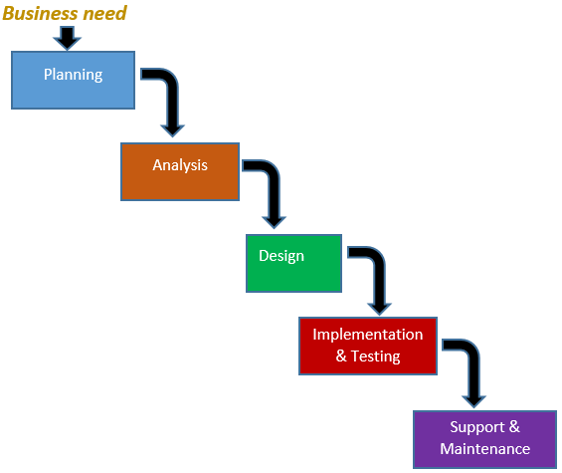 Business need
Planning
Analysis
Design
Implementation
& Testing
Support &
Maintenance